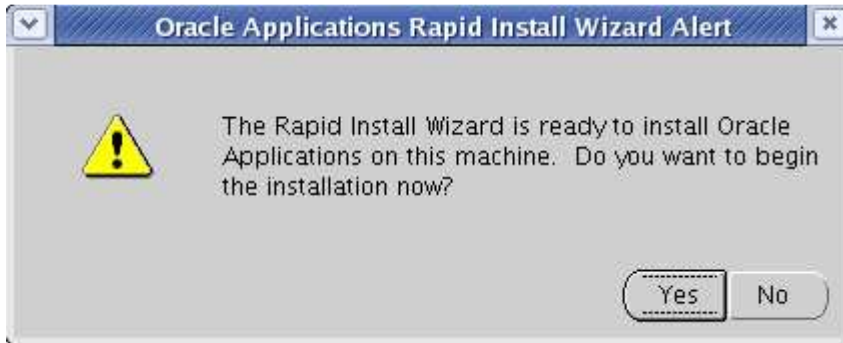 Oracle Applications Rapid Install Wizard Alert
The Rapid Install Wizard is ready to install Oracle
Applications on this machine.  Do you want to begin
the installation now?
Yes No